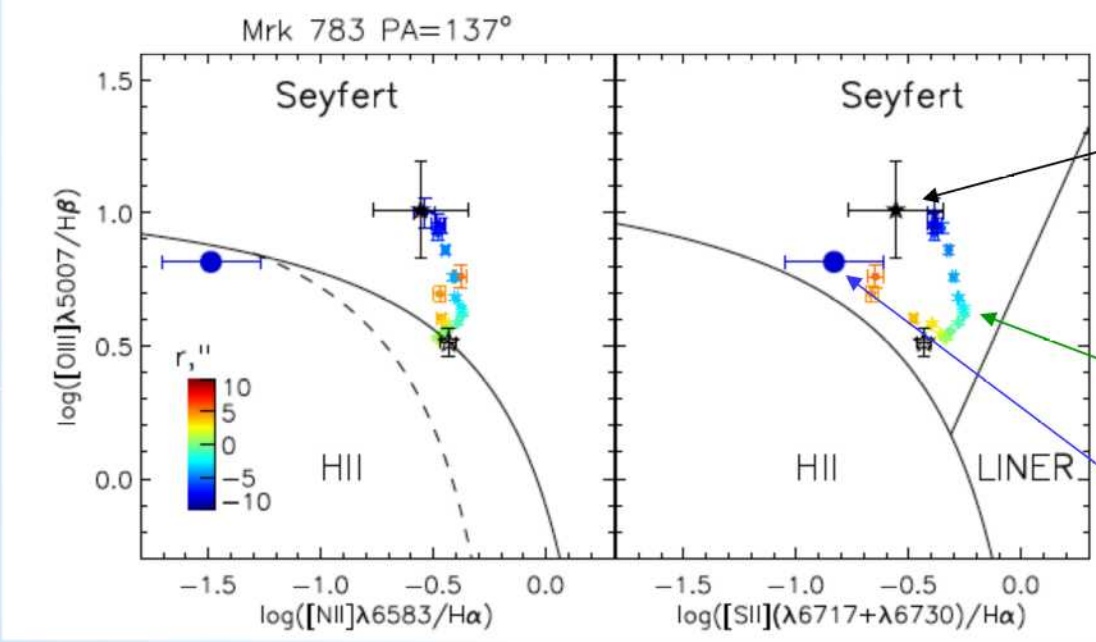 Mrk 783 PA=137°
Seyfert
Seyfert
1.5
1.0
0.5
0.0
log([OIII]λ5007/Hβ)
r,"
10
5
0
−5
−10
HII
HII
LINER
−1.5 −1.0 −0.5 0.0
−1.5 −1.0 −0.5 0.0
log([NII]λ6583/Hα)
log([SII](λ6717+λ6730)/Hα)